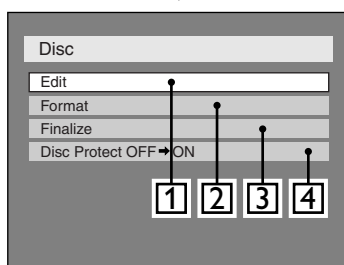 Disc
Edit
Format
Finalize
Disc Protect OFF➡ON
1 2 3 4